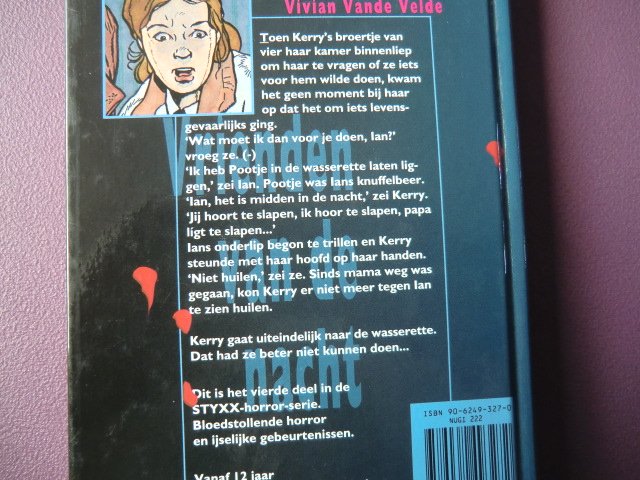 Vivian Vande Velde
Toen Kerry's broertje van
vier haar kamer binnenliep
om haar te vragen of ze iets
voor hem wilde doen, kwam
het geen moment bij haar
op dat het om iets levens-
gevaarlijks ging.
'Wat moet ik dan voor je doen, Ian?'
vroeg ze. (-)
'Ik heb Pootje in de wasserette laten lig-
gen,' zei Ian. Pootje was Ians knuffelbeer.
'Ian, het is midden in de nacht,' zei Kerry.
'Jij hoort te slapen, ik hoor te slapen, papa
ligt te slapen...'
Ians onderlip begon te trillen en Kerry
steunde met haar hoofd op haar handen.
'Niet huilen,' zei ze. Sinds mama weg was
gegaan, kon Kerry er niet meer tegen Ian
te zien huilen.
Kerry gaat uiteindelijk naar de wasserette.
Dat had ze beter niet kunnen doen...
Dit is het vierde deel in de
STYXX-horror-serie.
Bloedstollende horror
en ijselijke gebeurtenissen.
Vanaf 12 jaar
van de
nacht
ISBN 90-6249-327-0
NUGI 222